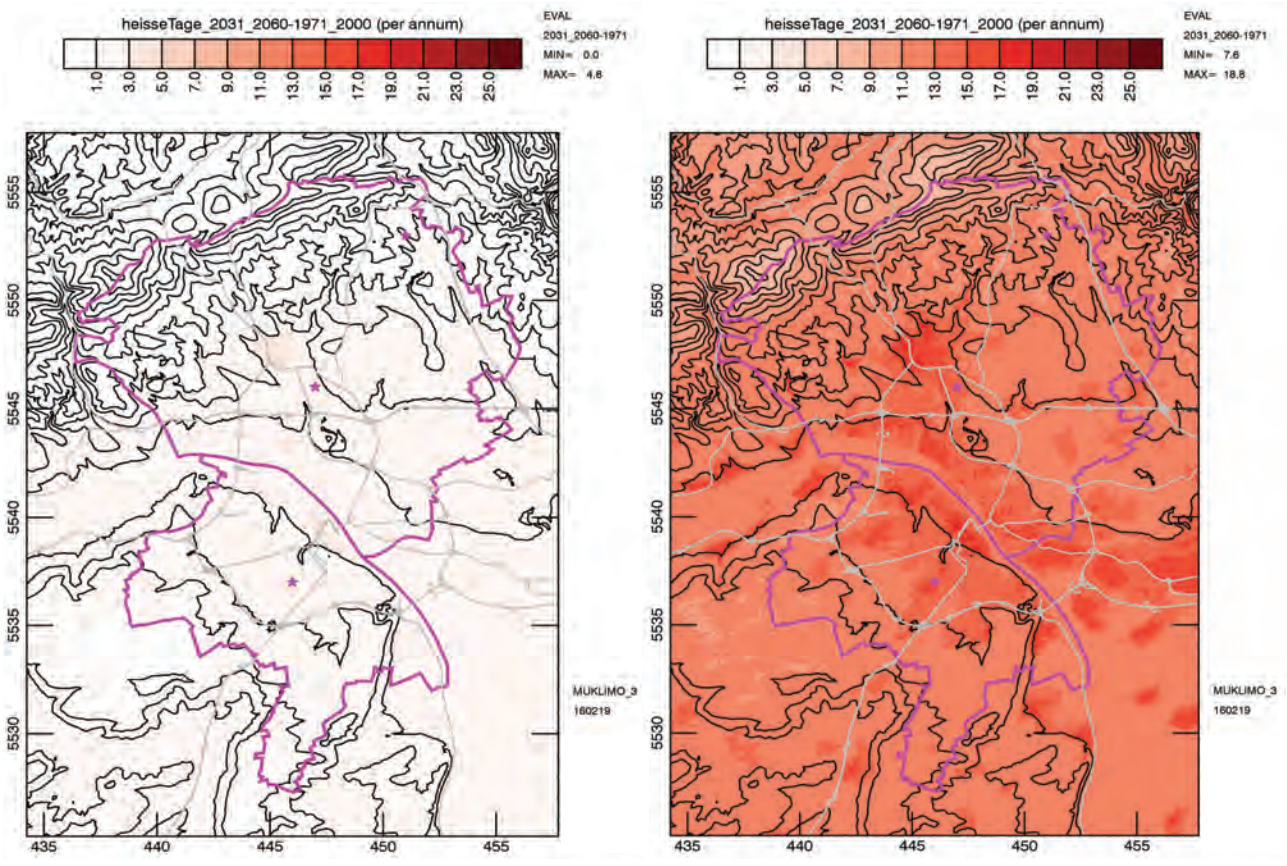 heisseTage_2031_2060-1971_2000 (per annum)
1.0 3.0 5.0 7.0 9.0 11.0 13.0 15.0 17.0 19.0 21.0 23.0 25.0
EVAL
2031_2060-1971
MIN= 0.0
MAX= 4.6
5555
5550
5545
5540
5535
5530
440 445 450 455
MUKLIMO_3
160219
heisseTage_2031_2060-1971_2000 (per annum)
1.0 3.0 5.0 7.0 9.0 11.0 13.0 15.0 17.0 19.0 21.0 23.0 25.0
EVAL
2031_2060-1971
MIN= 7.6
MAX= 18.8
5555
5550
5545
5540
5535
5530
440 445 450 455
MUKLIMO_3
160219